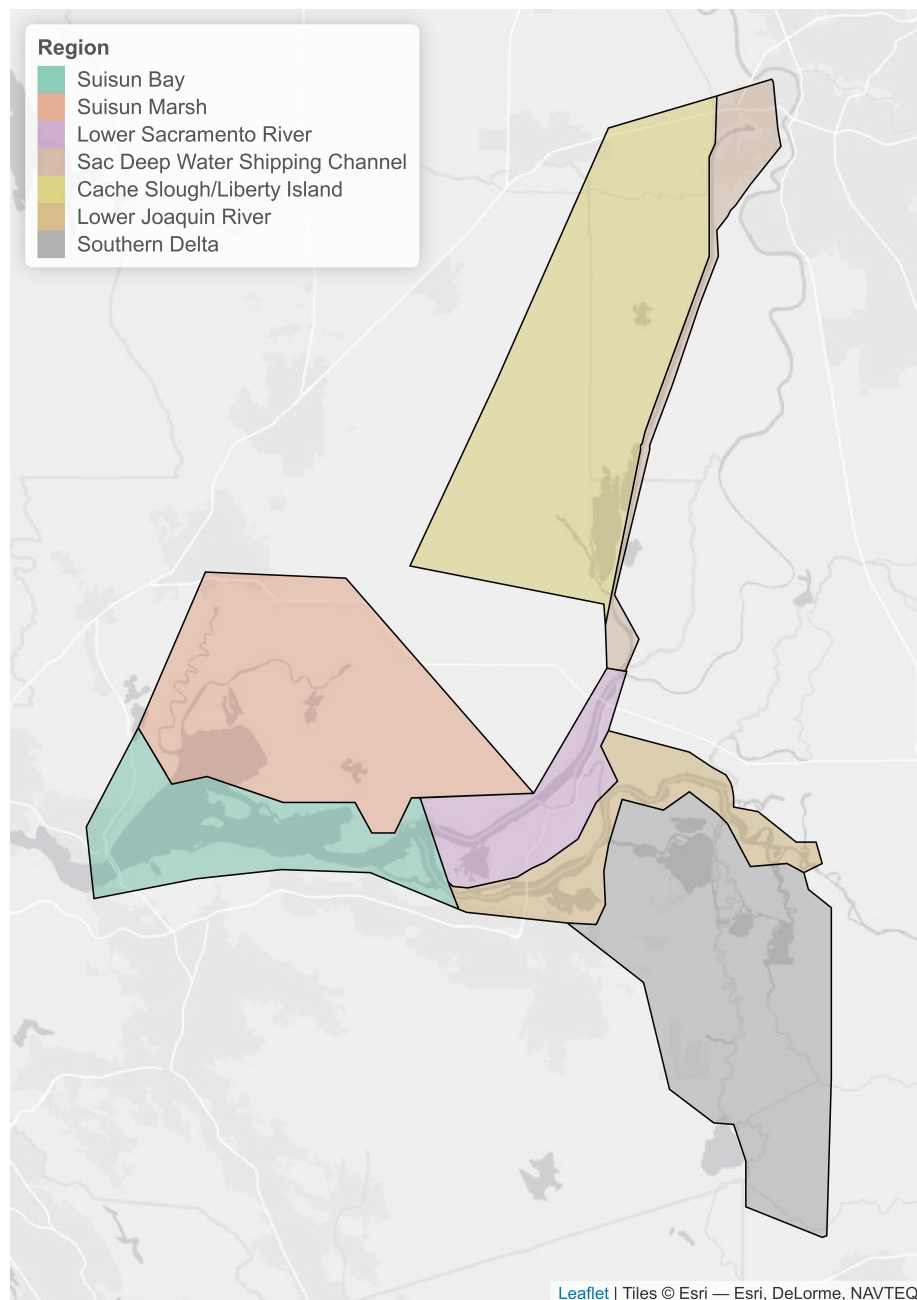 Region
Suisun Bay
Suisun Marsh
Lower Sacramento River
Sac Deep Water Shipping Channel
Cache Slough/Liberty Island
Lower Joaquin River
Southern Delta
Leaflet | Tiles © Esri — Esri, DeLorme, NAVTEQ